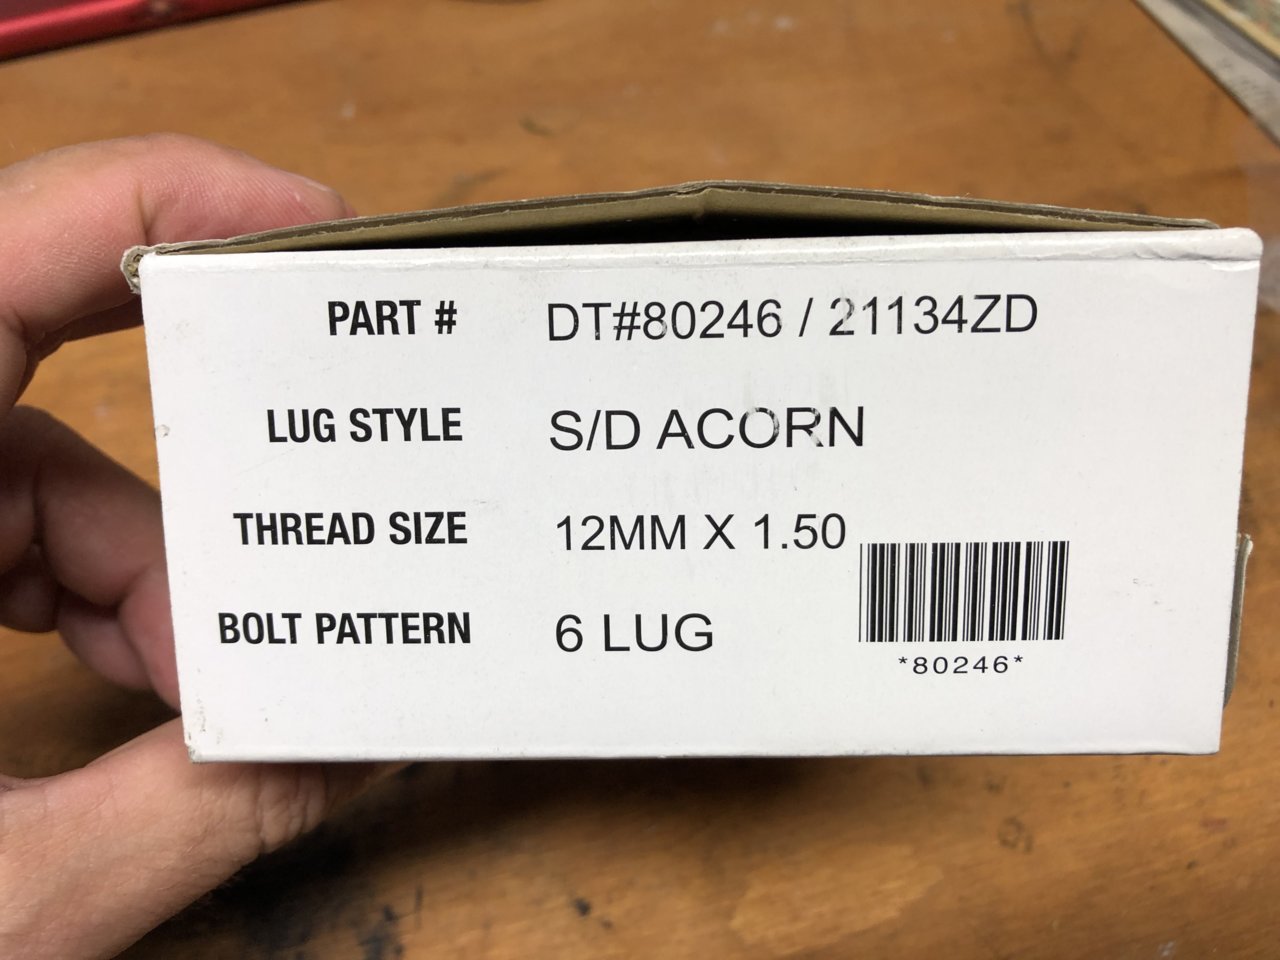 PART # DT#80246 / 21134ZD
LUG STYLE S/D ACORN
THREAD SIZE 12MM X 1.50
BOLT PATTERN 6 LUG
*80246*